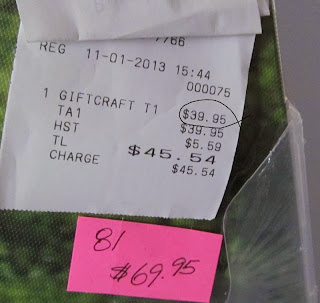 7766
REG 11-01-2013 15:44
000075
1 GIFTCRAFT T1 $39.95
TA1 $39.95
HST $5.59
TL $45.54
CHARGE $45.54
81
$69.95